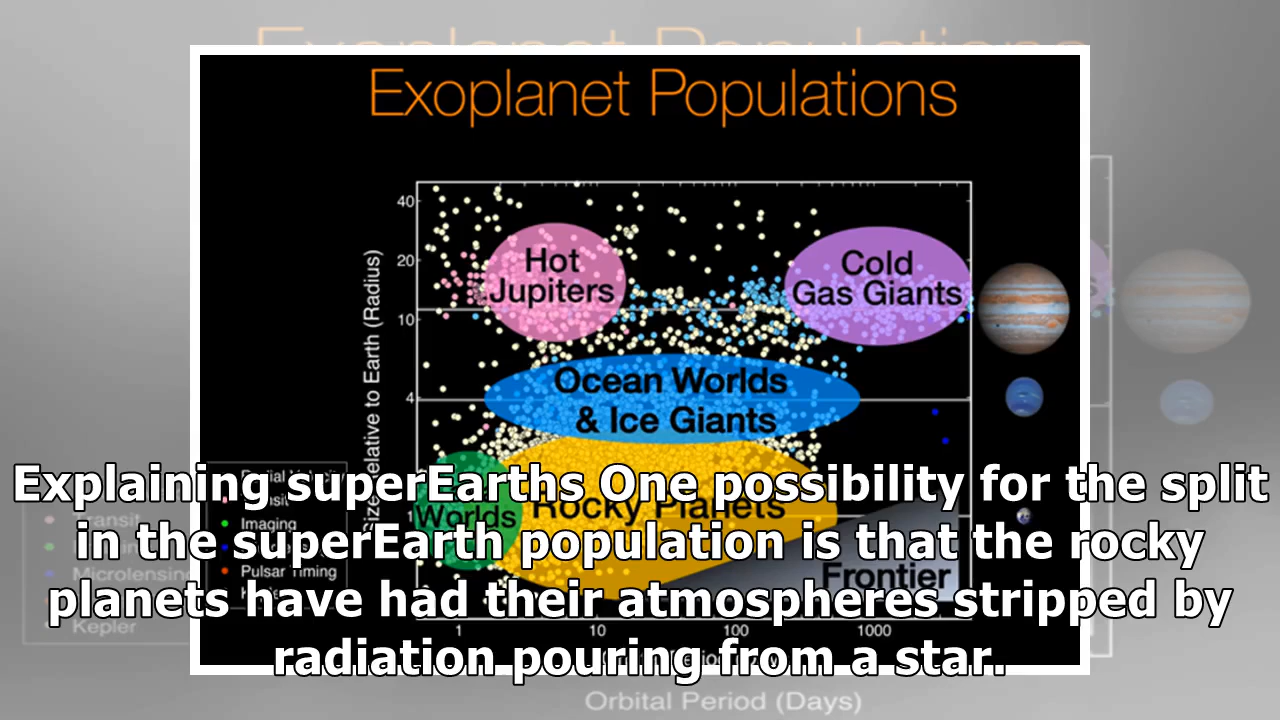 Exoplanet Populations
40
20
10
4
1
Size Relative to Earth (Radius)
Hot
Jupiters
Cold
Gas Giants
Ocean Worlds
& Ice Giants
Worlds
Rocky Planets
Frontier
Imaging
Pulsar Timing
Transit
Microlensing
Kepler
Explaining superEarths One possibility for the split
in the superEarth population is that the rocky
planets have had their atmospheres stripped by
radiation pouring from a star.
1 10 100 1000
Orbital Period (Days)